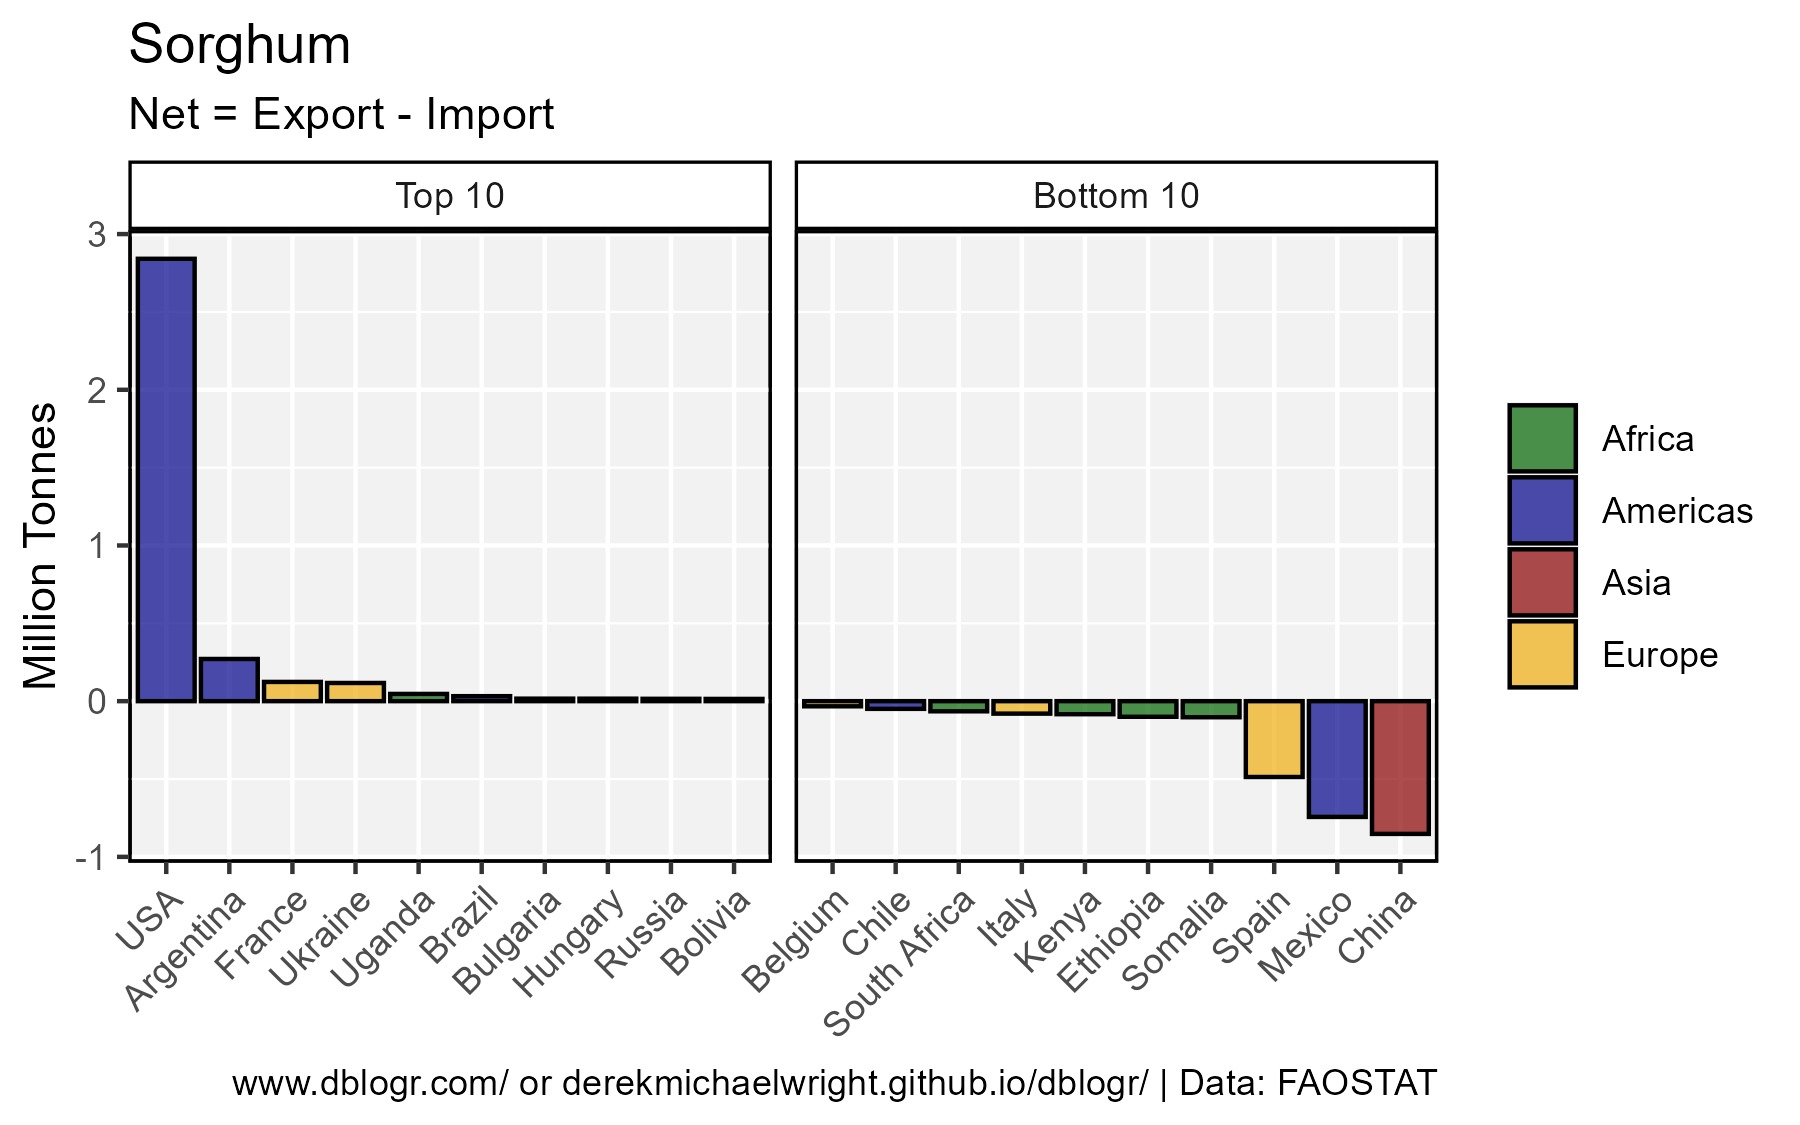 Sorghum
Net = Export - Import
Top 10
Bottom 10
Million Tonnes
3
2
1
0
-1
USA
Argentina
France
Ukraine
Uganda
Brazil
Bulgaria
Hungary
Russia
Bolivia
Belgium
Chile
South Africa
Italy
Kenya
Ethiopia
Somalia
Spain
Mexico
China
Africa
Americas
Asia
Europe
www.dblogr.com/ or derekmichaelwright.github.io/dblogr/ | Data: FAOSTAT